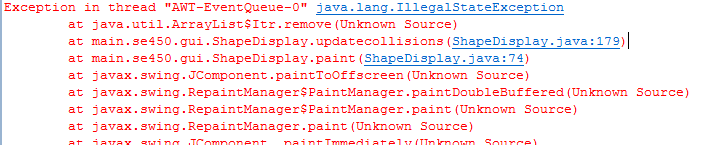 Exception in thread "AWT-EventQueue-0" java.lang.IllegalStateException
at java.util.ArrayList$Itr.remove(Unknown Source)
at main.se450.gui.ShapeDisplay.updatecollisions(ShapeDisplay.java:179)
at main.se450.gui.ShapeDisplay.paint(ShapeDisplay.java:74)
at javax.swing.JComponent.paintToOffscreen(Unknown Source)
at javax.swing.RepaintManager$PaintManager.paintDoubleBuffered(Unknown Source)
at javax.swing.RepaintManager$PaintManager.paint(Unknown Source)
at javax.swing.RepaintManager.paint(Unknown Source)
at javax.swing.JComponent._paintImmediately(Unknown Source)